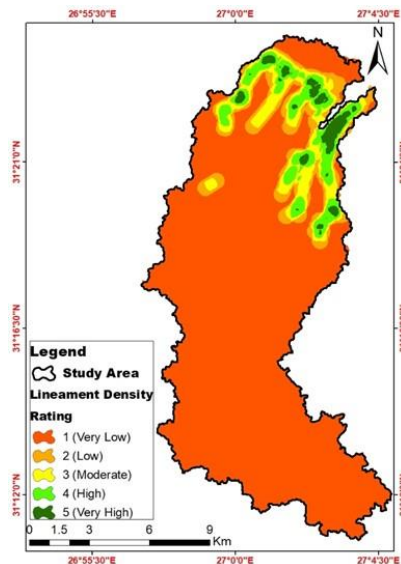 26°55'30"E 27°0'0"E 27°4'30"E
N
31°21'0"N
31°16'30"N
31°12'0"N
Legend
Study Area
Lineament Density
Rating
1 (Very Low)
2 (Low)
3 (Moderate)
4 (High)
5 (Very High)
0 1.5 3 6 9
Km
26°55'30"E 27°0'0"E 27°4'30"E